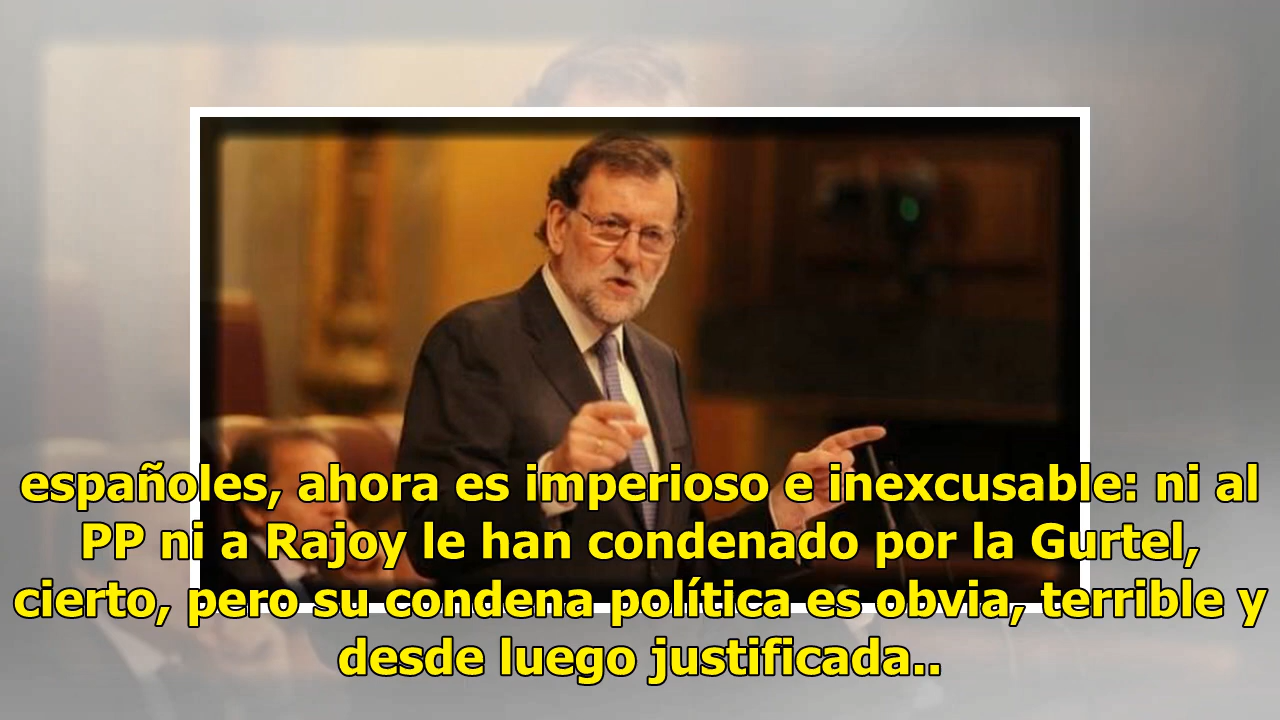 españoles, ahora es imperioso e inexcusable: ni al
PP ni a Rajoy le han condenado por la Gurtel,
cierto, pero su condena política es obvia, terrible y
desde luego justificada..